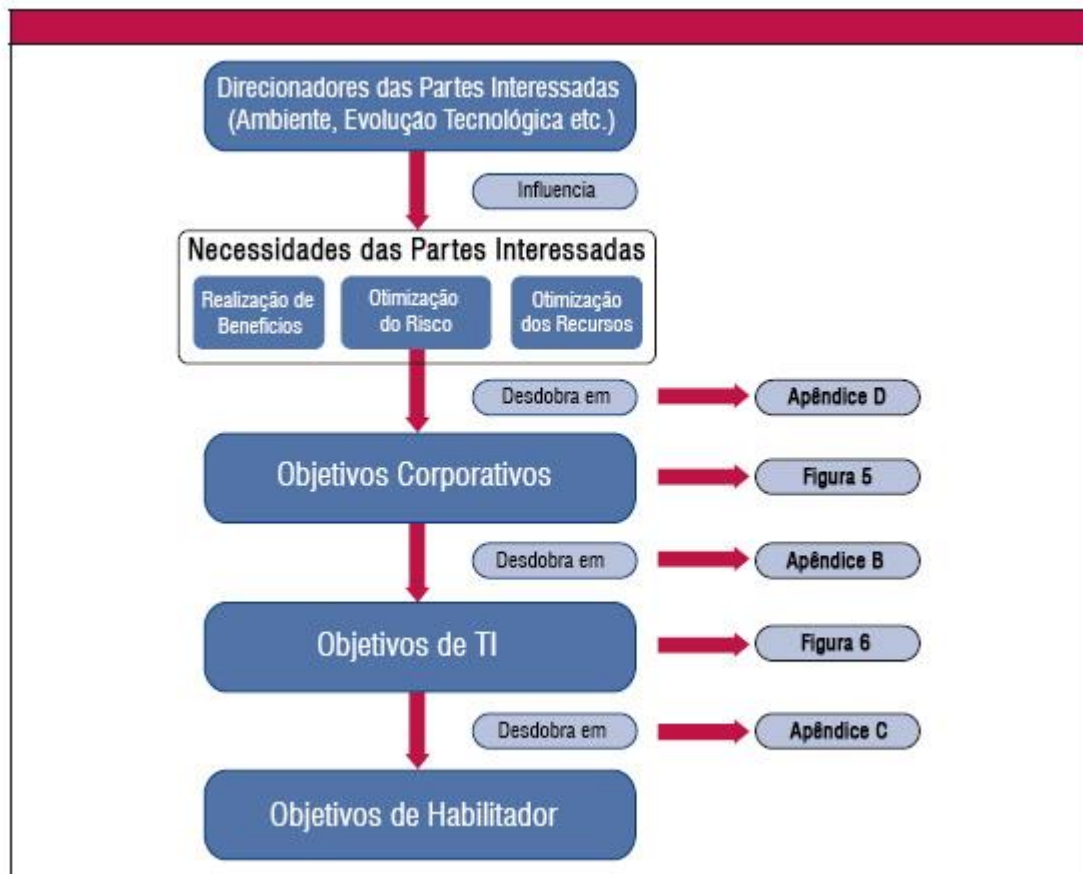 Direcionadores das Partes Interessadas
(Ambiente, Evolução Tecnológica etc.)
Influencia
Necessidades das Partes Interessadas
Realização de
Benefícios
Otimização
do Risco
Otimização
dos Recursos
Desdobra em
Apêndice D
Objetivos Corporativos
Figura 5
Desdobra em
Apêndice B
Objetivos de TI
Figura 6
Desdobra em
Apêndice C
Objetivos de Habilitador